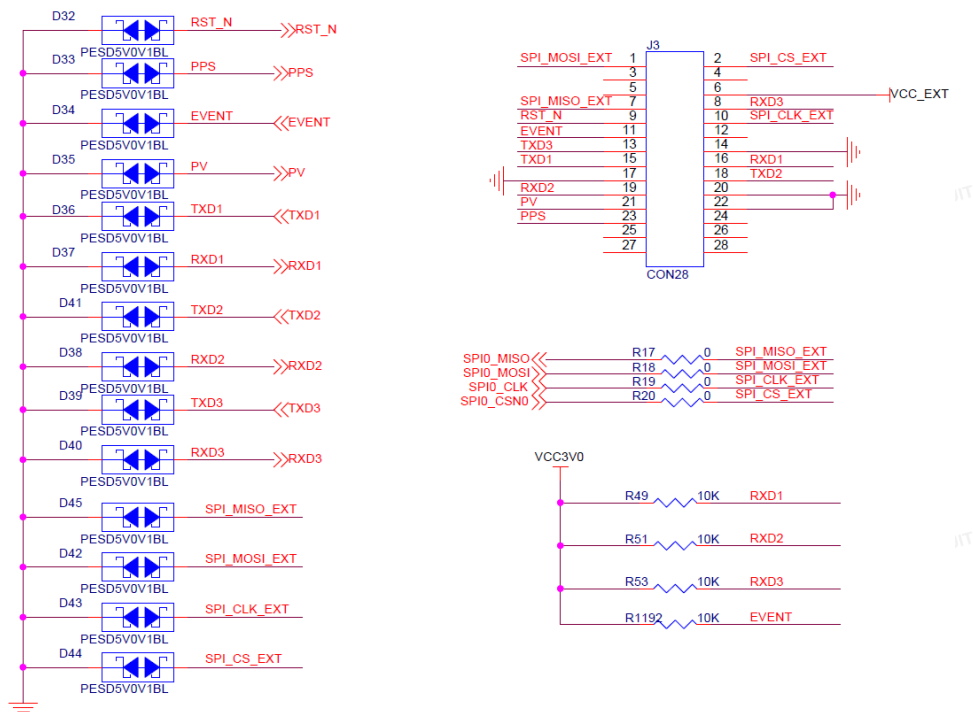 D32 RST_N RST_N
PESD5V0V1BL
D33 PPS PPS
PESD5V0V1BL
D34 EVENT EVENT
PESD5V0V1BL
D35 PV PV
PESD5V0V1BL
D36 TXD1 TXD1
PESD5V0V1BL
D37 RXD1 RXD1
PESD5V0V1BL
D41 TXD2 TXD2
PESD5V0V1BL
D38 RXD2 RXD2
PESD5V0V1BL
D39 TXD3 TXD3
PESD5V0V1BL
D40 RXD3 RXD3
PESD5V0V1BL
D45 SPI_MISO_EXT
PESD5V0V1BL
D42 SPI_MOSI_EXT
PESD5V0V1BL
D43 SPI_CLK_EXT
PESD5V0V1BL
D44 SPI_CS_EXT
PESD5V0V1BL
J3
SPI_MOSI_EXT 1 2 SPI_CS_EXT
3 4
5 6 VCC_EXT
SPI_MISO_EXT 7 8 RXD3
RST_N 9 10 SPI_CLK_EXT
EVENT 11 12
TXD3 13 14
TXD1 15 16 RXD1
17 18 TXD2
RXD2 19 20
PV 21 22
PPS 23 24
25 26
27 28
CON28
SPI0_MISO R17 0 SPI_MISO_EXT
SPI0_MOSI R18 0 SPI_MOSI_EXT
SPI0_CLK R19 0 SPI_CLK_EXT
SPI0_CSN0 R20 0 SPI_CS_EXT
VCC3V0
R49 10K RXD1
R51 10K RXD2
R53 10K RXD3
R1192 10K EVENT